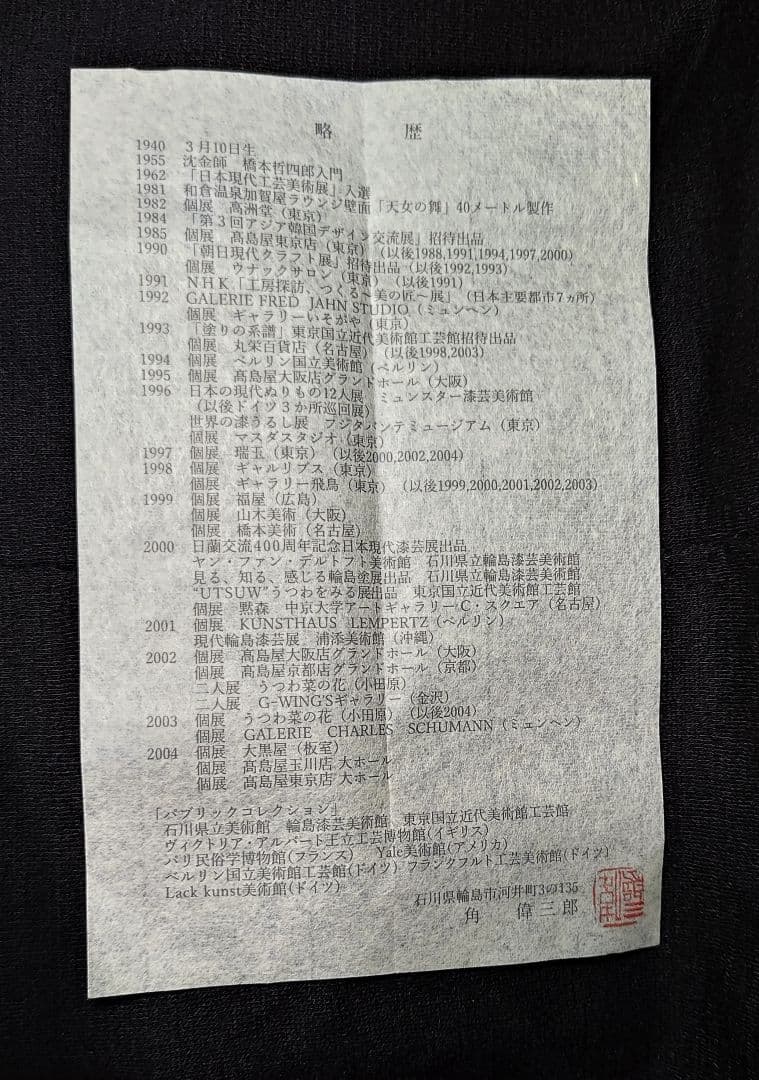 略　歴
1940　3月10日生
1955　沈金師　橋本哲四郎入門
1962　「日本現代工芸美術展」入選
1981　和倉温泉加賀屋ラウンジ壁面「天女の舞」40メートル製作
1982　個展　高洲堂（東京）
1984　「第3回アジア韓国デザイン交流展」招待出品
1985　個展　髙島屋東京店（東京）（以後1988,1991,1994,1997,2000）
1990　「朝日現代クラフト展」招待出品（以後1992,1993）
個展　ウナックサロン（東京）（以後1991）
1991　NHK「工房探訪、つくる〜美の匠〜展」（日本主要都市7ヵ所）
1992　GALERIE FRED JAHN STUDIO（ミュンヘン）
個展　ギャラリーいそがや（東京）
1993　「塗りの系譜」東京国立近代美術館工芸館招待出品
個展　丸栄百貨店（名古屋）（以後1998,2003）
1994　個展　ベルリン国立美術館（ベルリン）
1995　個展　髙島屋大阪店グランドホール（大阪）
1996　日本の現代ぬりもの12人展　ミュンスター漆芸美術館
（以後ドイツ3か所巡回展）
世界の漆うるし展　フジタバンテミュージアム（東京）
個展　マスダスタジオ（東京）
1997　個展　瑞玉（東京）（以後2000,2002,2004）
1998　個展　ギャルリプス（東京）
個展　ギャラリー飛鳥（東京）（以後1999,2000,2001,2002,2003）
1999　個展　福屋（広島）
個展　山木美術（大阪）
個展　橋本美術（名古屋）
2000　日蘭交流400周年記念日本現代漆芸展出品
ヤン・ファン・デルトフト美術館　石川県立輪島漆芸美術館
見る、知る、感じる輪島塗展出品　石川県立輪島漆芸美術館
“UTSUW”うつわをみる展出品　東京国立近代美術館工芸館
個展　黙森　中京大学アートギャラリーC・スクエア（名古屋）
2001　個展　KUNSTHAUS LEMPERTZ（ベルリン）
現代輪島漆芸展　浦添美術館（沖縄）
2002　個展　髙島屋大阪店グランドホール（大阪）
個展　髙島屋京都店グランドホール（京都）
二人展　うつわ菜の花（小田原）
二人展　G-WING'Sギャラリー（金沢）
2003　個展　うつわ菜の花（小田原）（以後2004）
個展　GALERIE CHARLES SCHUMANN（ミュンヘン）
2004　個展　大黒屋（板室）
個展　髙島屋玉川店 大ホール
個展　髙島屋東京店 大ホール
「パブリックコレクション」
石川県立美術館　輪島漆芸美術館　東京国立近代美術館工芸館
ヴィクトリア・アルバート王立工芸博物館(イギリス)
パリ民俗学博物館(フランス)　Yale美術館(アメリカ)
ベルリン国立美術館工芸館(ドイツ) フランクフルト工芸美術館(ドイツ)
Lack kunst美術館(ドイツ)
石川県輪島市河井町3の135
角　偉三郎